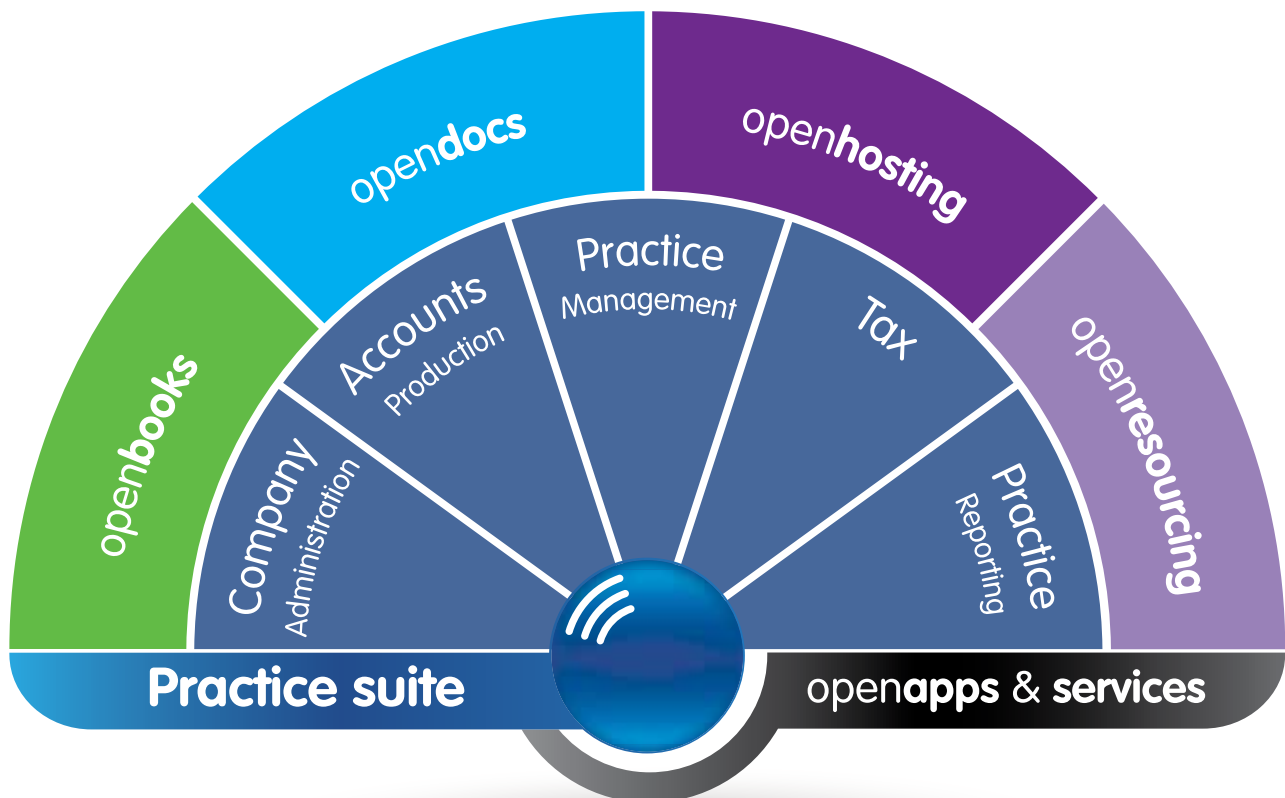 openbooks
opendocs
openhosting
openresourcing
Company
Administration
Accounts
Production
Practice
Management
Tax
Practice
Reporting
Practice suite
openapps & services